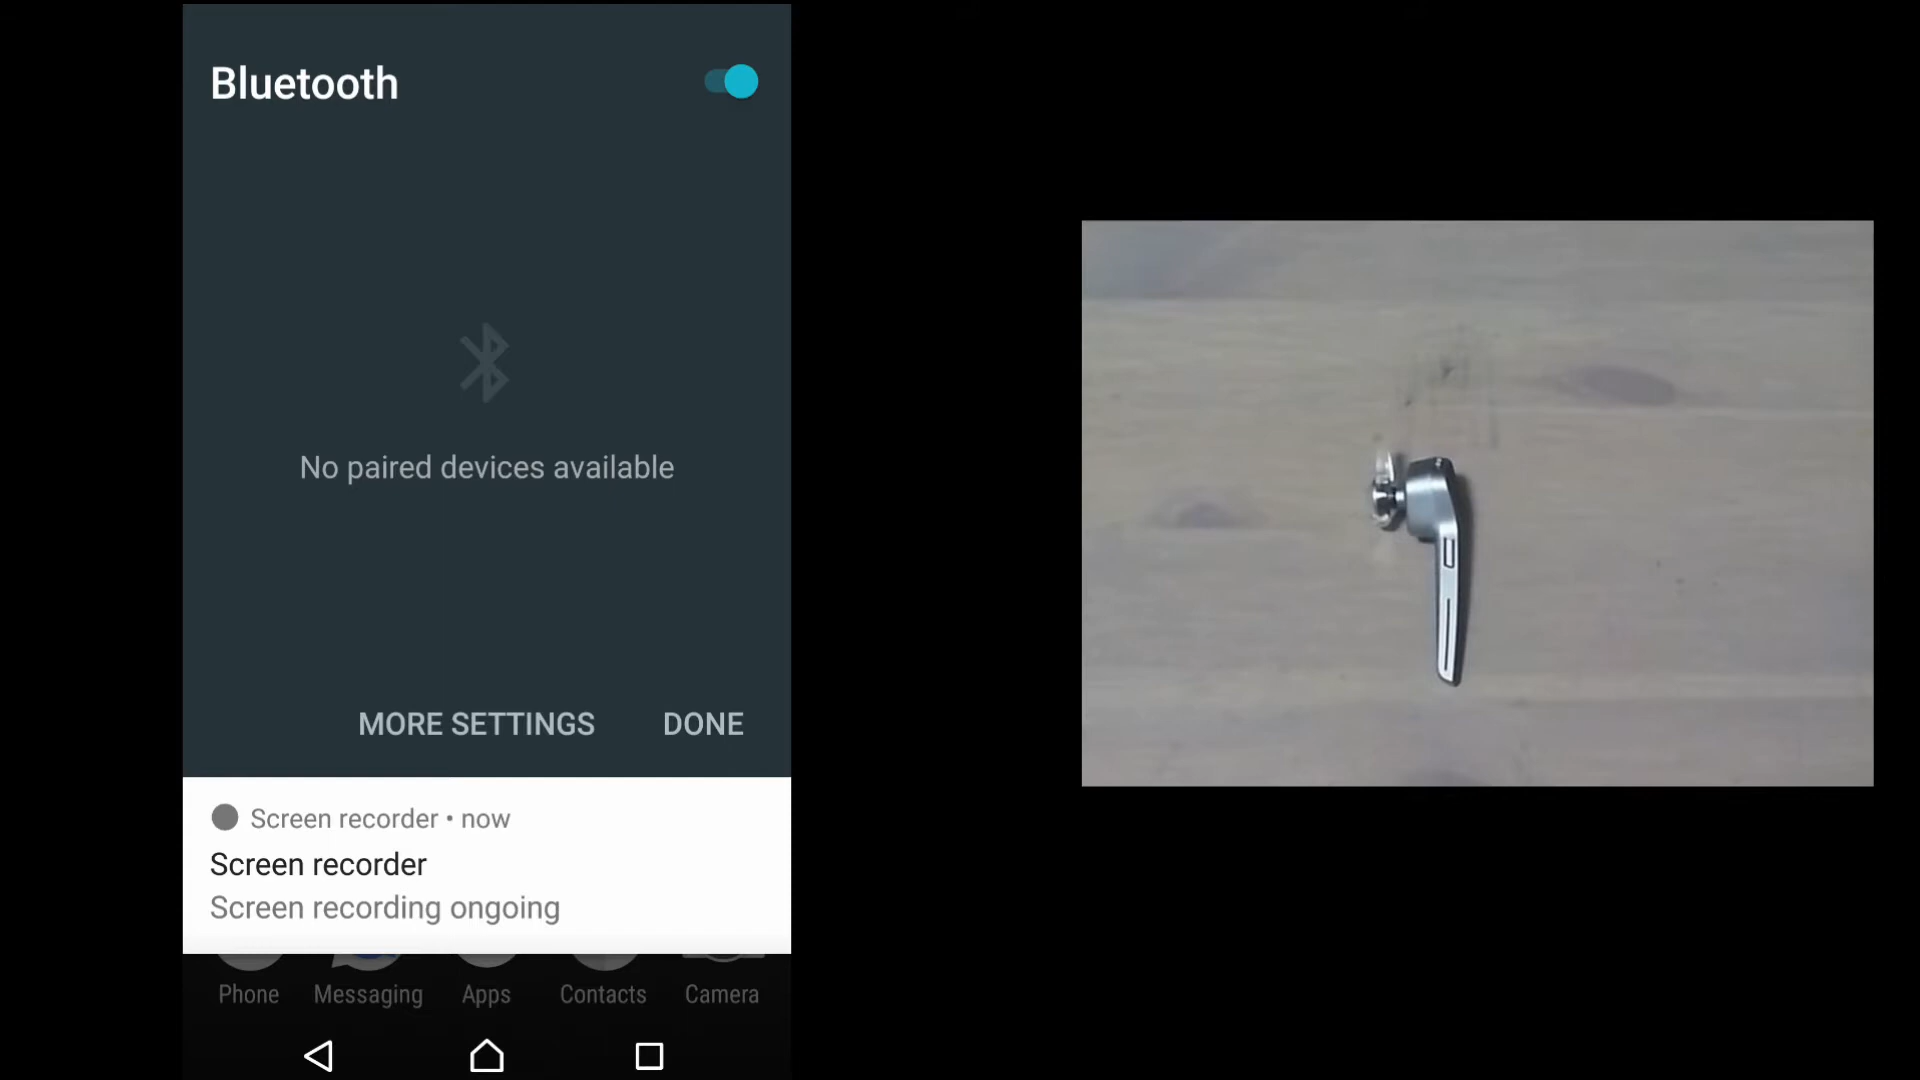 Bluetooth
No paired devices available
MORE SETTINGS DONE
Screen recorder • now
Screen recorder
Screen recording ongoing
Phone Messaging Apps Contacts Camera